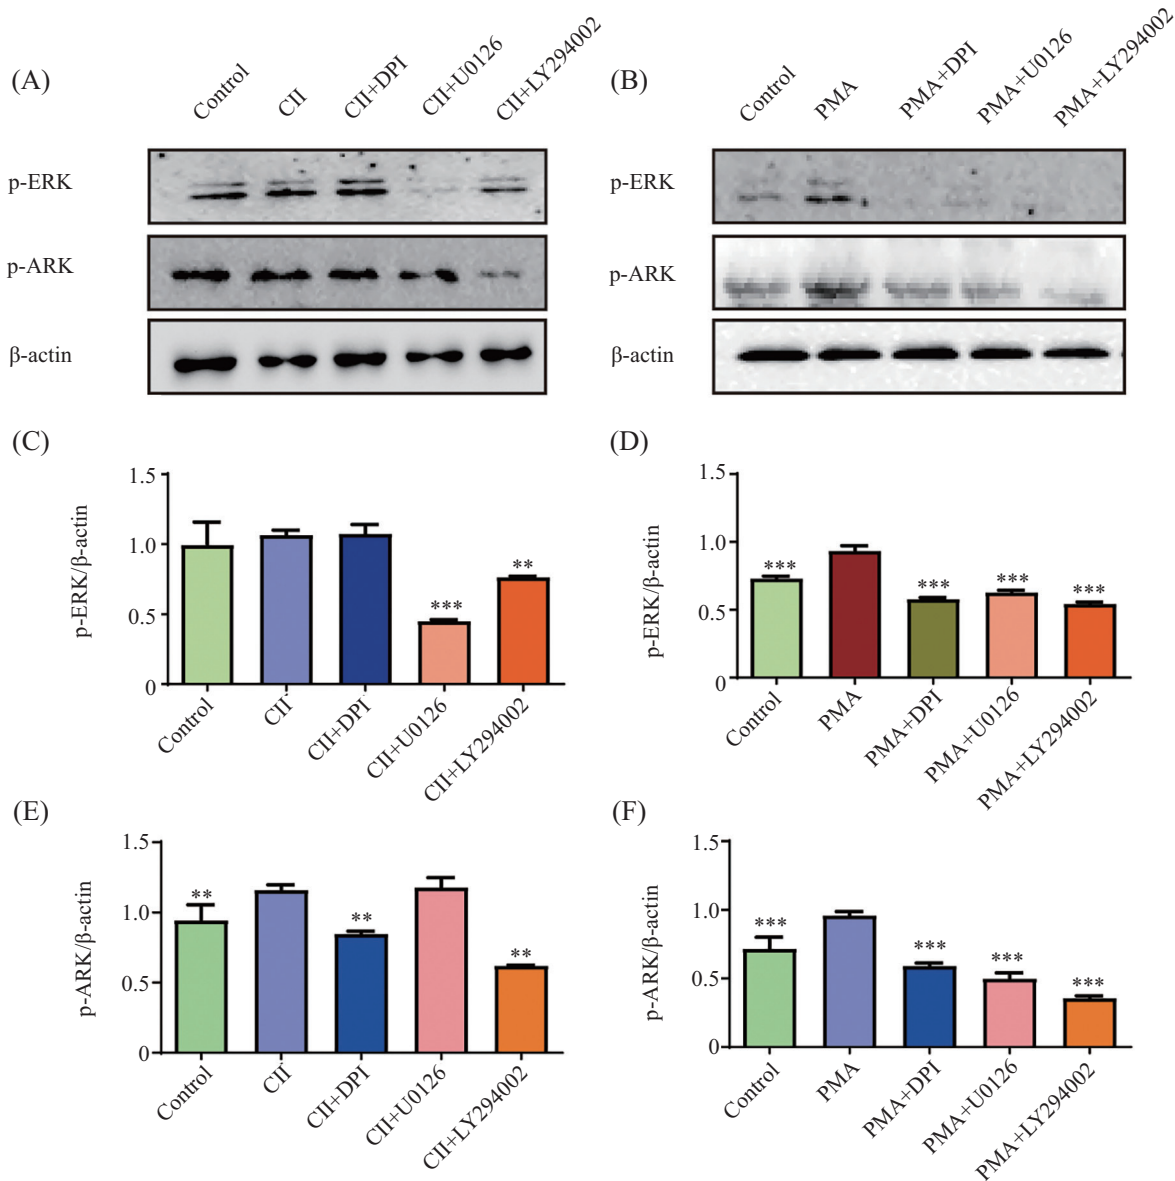 (A)
Control
CII
CII+DPI
CII+U0126
CII+LY294002
p-ERK
p-ARK
β-actin
(B)
Control
PMA
PMA+DPI
PMA+U0126
PMA+LY294002
p-ERK
p-ARK
β-actin
(C)
p-ERK/β-actin
1.5
1.0
0.5
0
**
***
Control
CII
CII+DPI
CII+U0126
CII+LY294002
(D)
p-ERK/β-actin
1.5
1.0
0.5
0
***
***
***
***
Control
PMA
PMA+DPI
PMA+U0126
PMA+LY294002
(E)
p-ARK/β-actin
1.5
1.0
0.5
0
**
**
**
Control
CII
CII+DPI
CII+U0126
CII+LY294002
(F)
p-ARK/β-actin
1.5
1.0
0.5
0
***
***
***
***
Control
PMA
PMA+DPI
PMA+U0126
PMA+LY294002